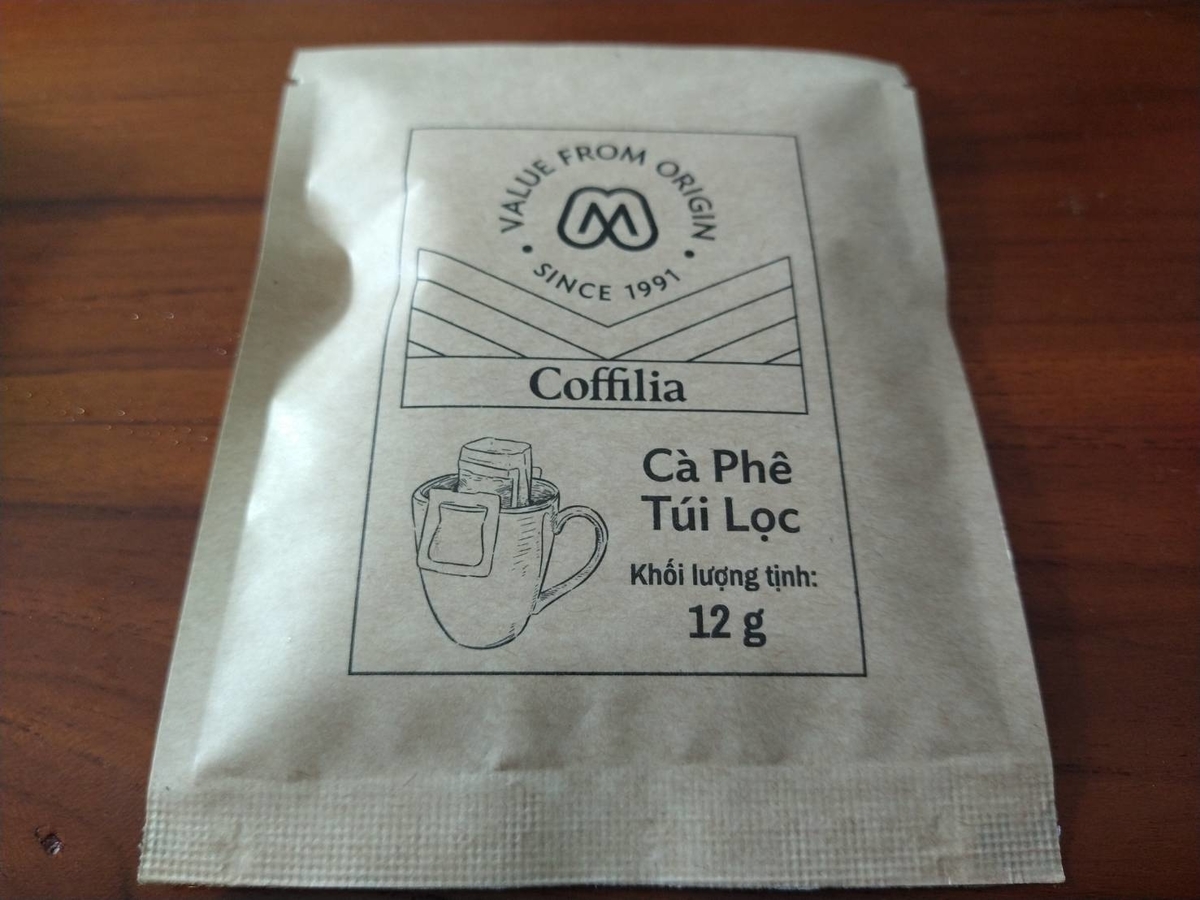 VALUE FROM ORIGIN
• SINCE 1991 •
Coffilia
Cà Phê
Túi Lọc
Khối lượng tịnh:
12 g